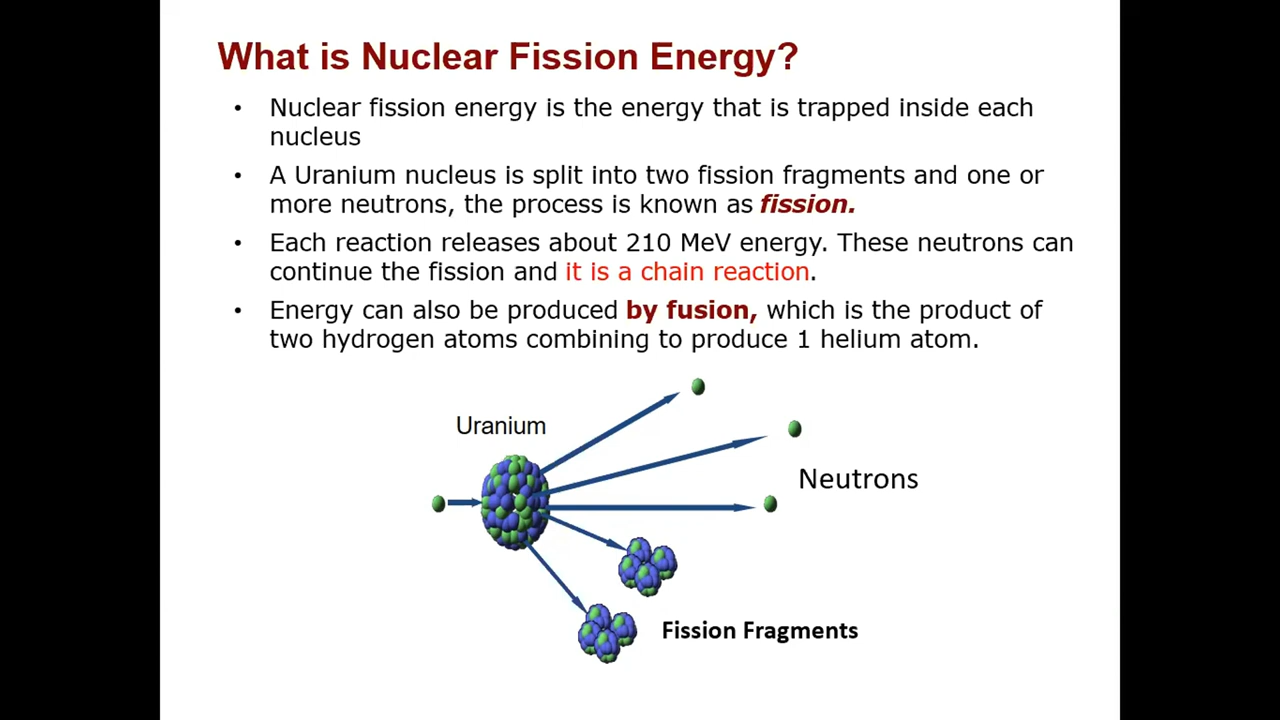 What is Nuclear Fission Energy?
• Nuclear fission energy is the energy that is trapped inside each
nucleus
• A Uranium nucleus is split into two fission fragments and one or
more neutrons, the process is known as fission.
• Each reaction releases about 210 MeV energy. These neutrons can
continue the fission and it is a chain reaction.
• Energy can also be produced by fusion, which is the product of
two hydrogen atoms combining to produce 1 helium atom.
Uranium
Neutrons
Fission Fragments